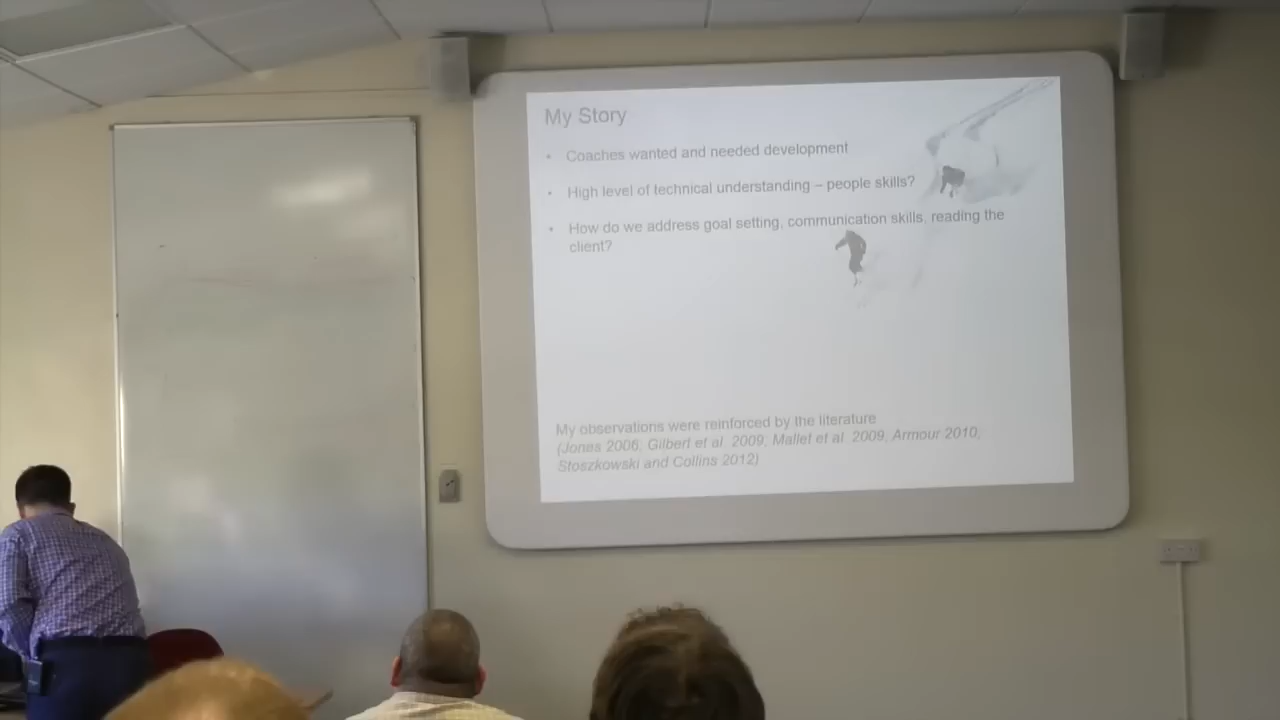 My Story
• Coaches wanted and needed development
• High level of technical understanding – people skills?
• How do we address goal setting, communication skills, reading the
client?
My observations were reinforced by the literature
(Jones 2006; Gilbert et al. 2009; Mallet et al. 2009, Armour 2010,
Stoszkowski and Collins 2012)